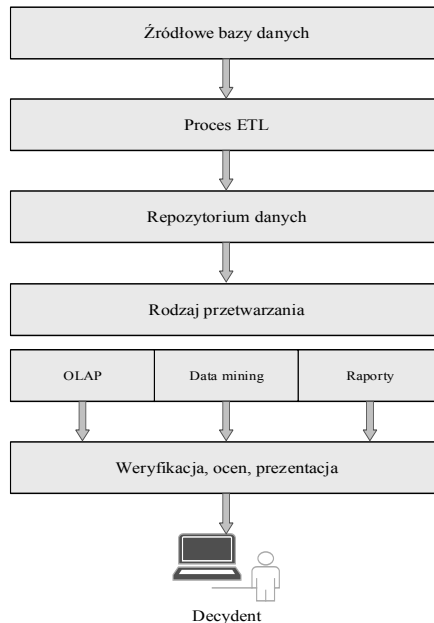 Źródłowe bazy danych
Proces ETL
Repozytorium danych
Rodzaj przetwarzania
OLAP
Data mining
Raporty
Weryfikacja, ocen, prezentacja
Decydent